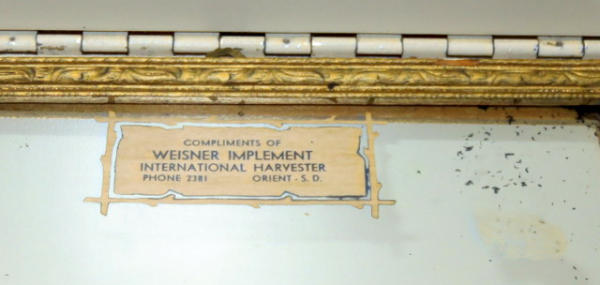 COMPLIMENTS OF
WEISNER IMPLEMENT
INTERNATIONAL HARVESTER
PHONE 2381 ORIENT - S. D.